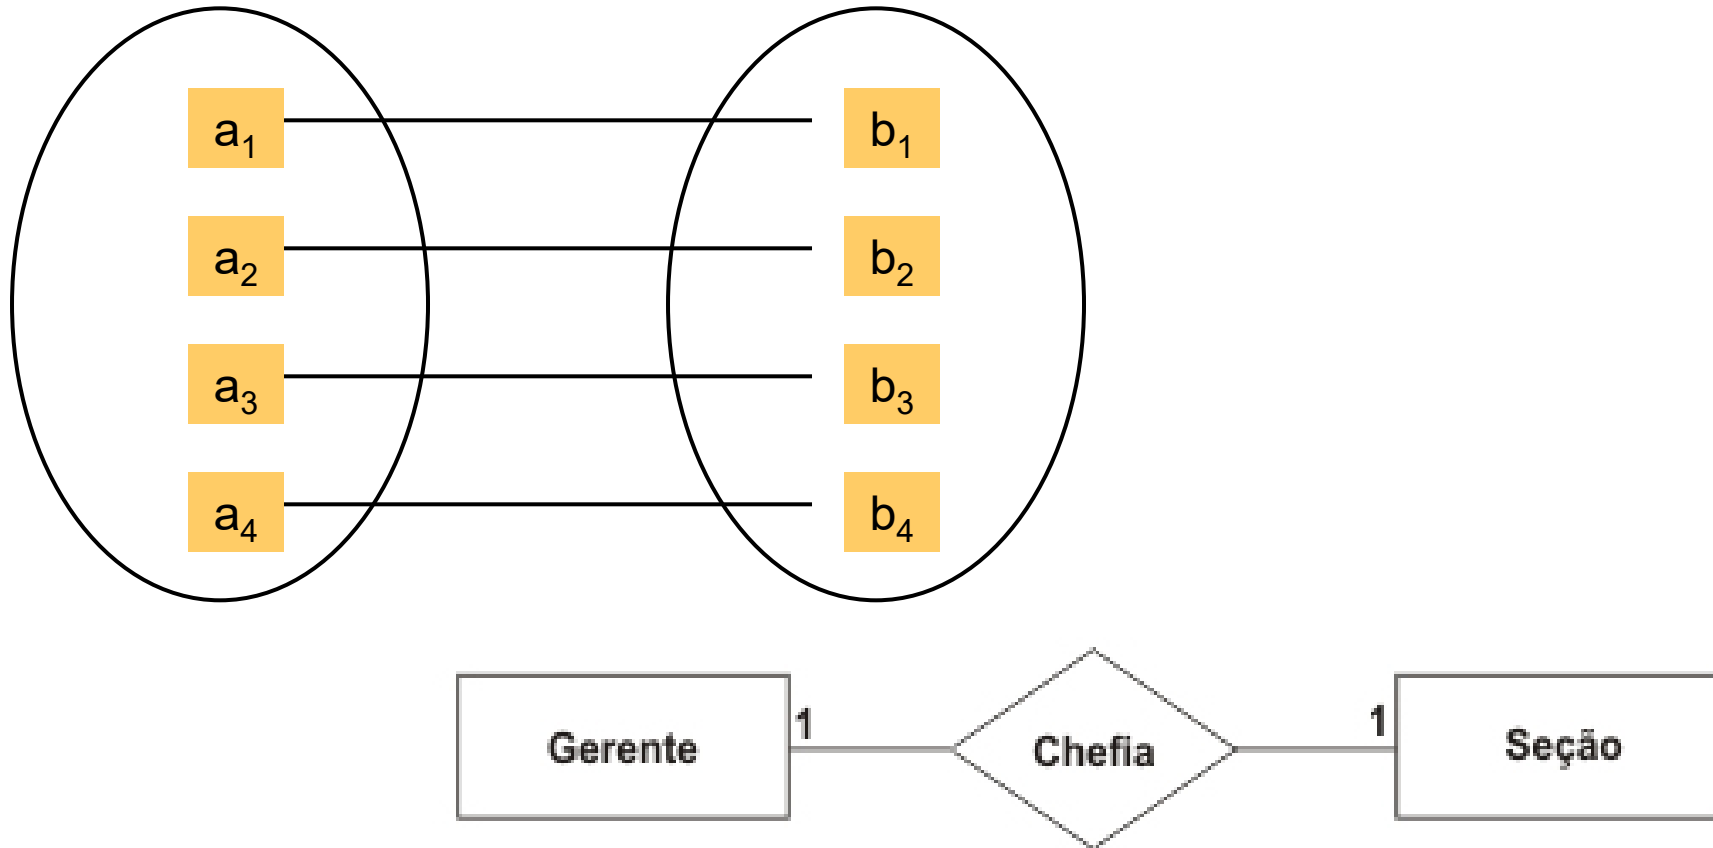 a₁ b₁
a₂ b₂
a₃ b₃
a₄ b₄
1 1
Gerente Chefia Seção